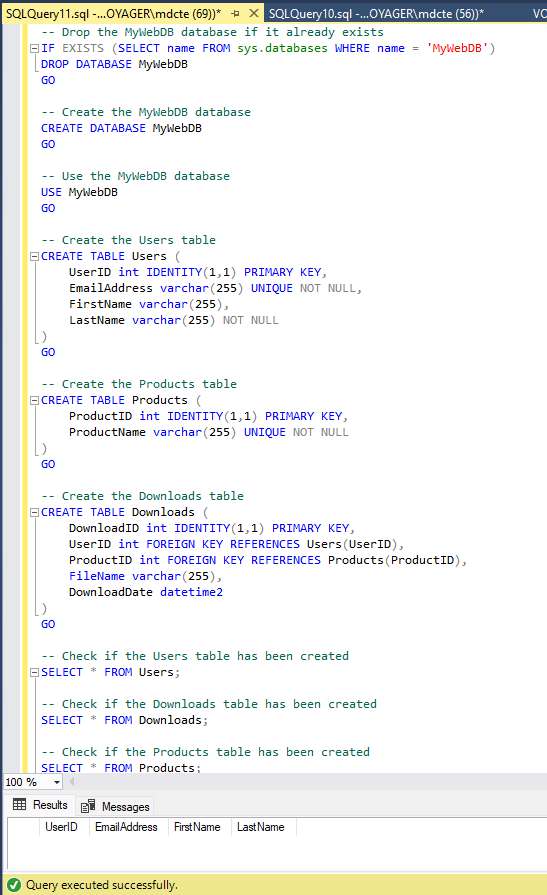 SQLQuery11.sql -...OYAGER\mdcte (69))* SQLQuery10.sql -...OYAGER\mdcte (56))* VO
-- Drop the MyWebDB database if it already exists
IF EXISTS (SELECT name FROM sys.databases WHERE name = 'MyWebDB')
DROP DATABASE MyWebDB
GO
-- Create the MyWebDB database
CREATE DATABASE MyWebDB
GO
-- Use the MyWebDB database
USE MyWebDB
GO
-- Create the Users table
CREATE TABLE Users (
UserID int IDENTITY(1,1) PRIMARY KEY,
EmailAddress varchar(255) UNIQUE NOT NULL,
FirstName varchar(255),
LastName varchar(255) NOT NULL
)
GO
-- Create the Products table
CREATE TABLE Products (
ProductID int IDENTITY(1,1) PRIMARY KEY,
ProductName varchar(255) UNIQUE NOT NULL
)
GO
-- Create the Downloads table
CREATE TABLE Downloads (
DownloadID int IDENTITY(1,1) PRIMARY KEY,
UserID int FOREIGN KEY REFERENCES Users(UserID),
ProductID int FOREIGN KEY REFERENCES Products(ProductID),
FileName varchar(255),
DownloadDate datetime2
)
GO
-- Check if the Users table has been created
SELECT * FROM Users;
-- Check if the Downloads table has been created
SELECT * FROM Downloads;
-- Check if the Products table has been created
SELECT * FROM Products;
100 %
Results Messages
UserID EmailAddress FirstName LastName
Query executed successfully.